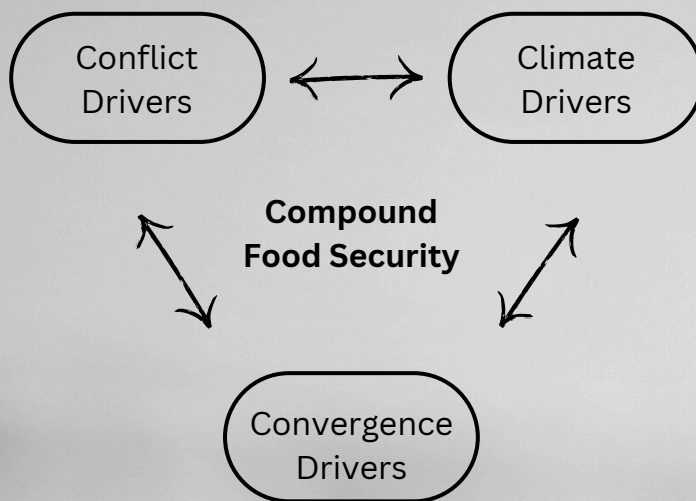 Conflict
Drivers
Climate
Drivers
Compound
Food Security
Convergence
Drivers